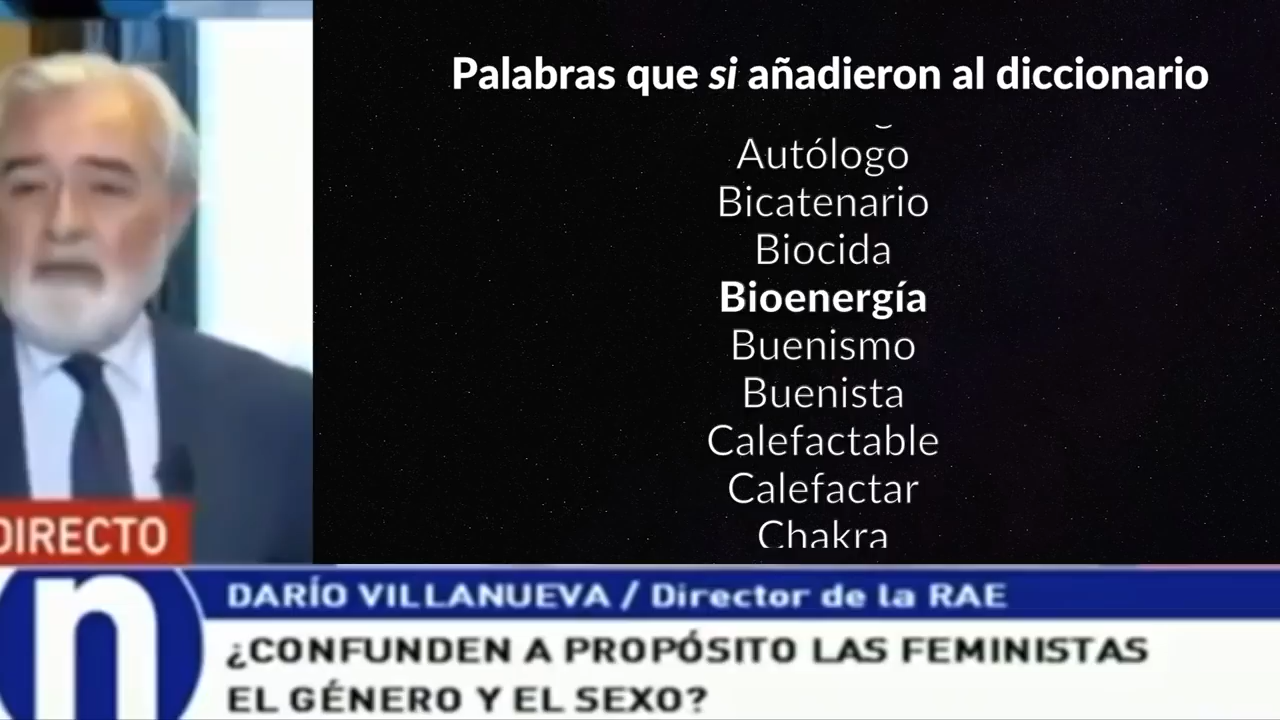 Palabras que si añadieron al diccionario
Autólogo
Bicatenario
Biocida
Bioenergía
Buenismo
Buenista
Calefactable
Calefactar
Chakra
DIRECTO
n
DARÍO VILLANUEVA / Director de la RAE
¿CONFUNDEN A PROPÓSITO LAS FEMINISTAS
EL GÉNERO Y EL SEXO?